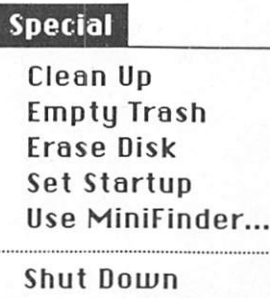 Special
Clean Up
Empty Trash
Erase Disk
Set Startup
Use MiniFinder...
Shut Down